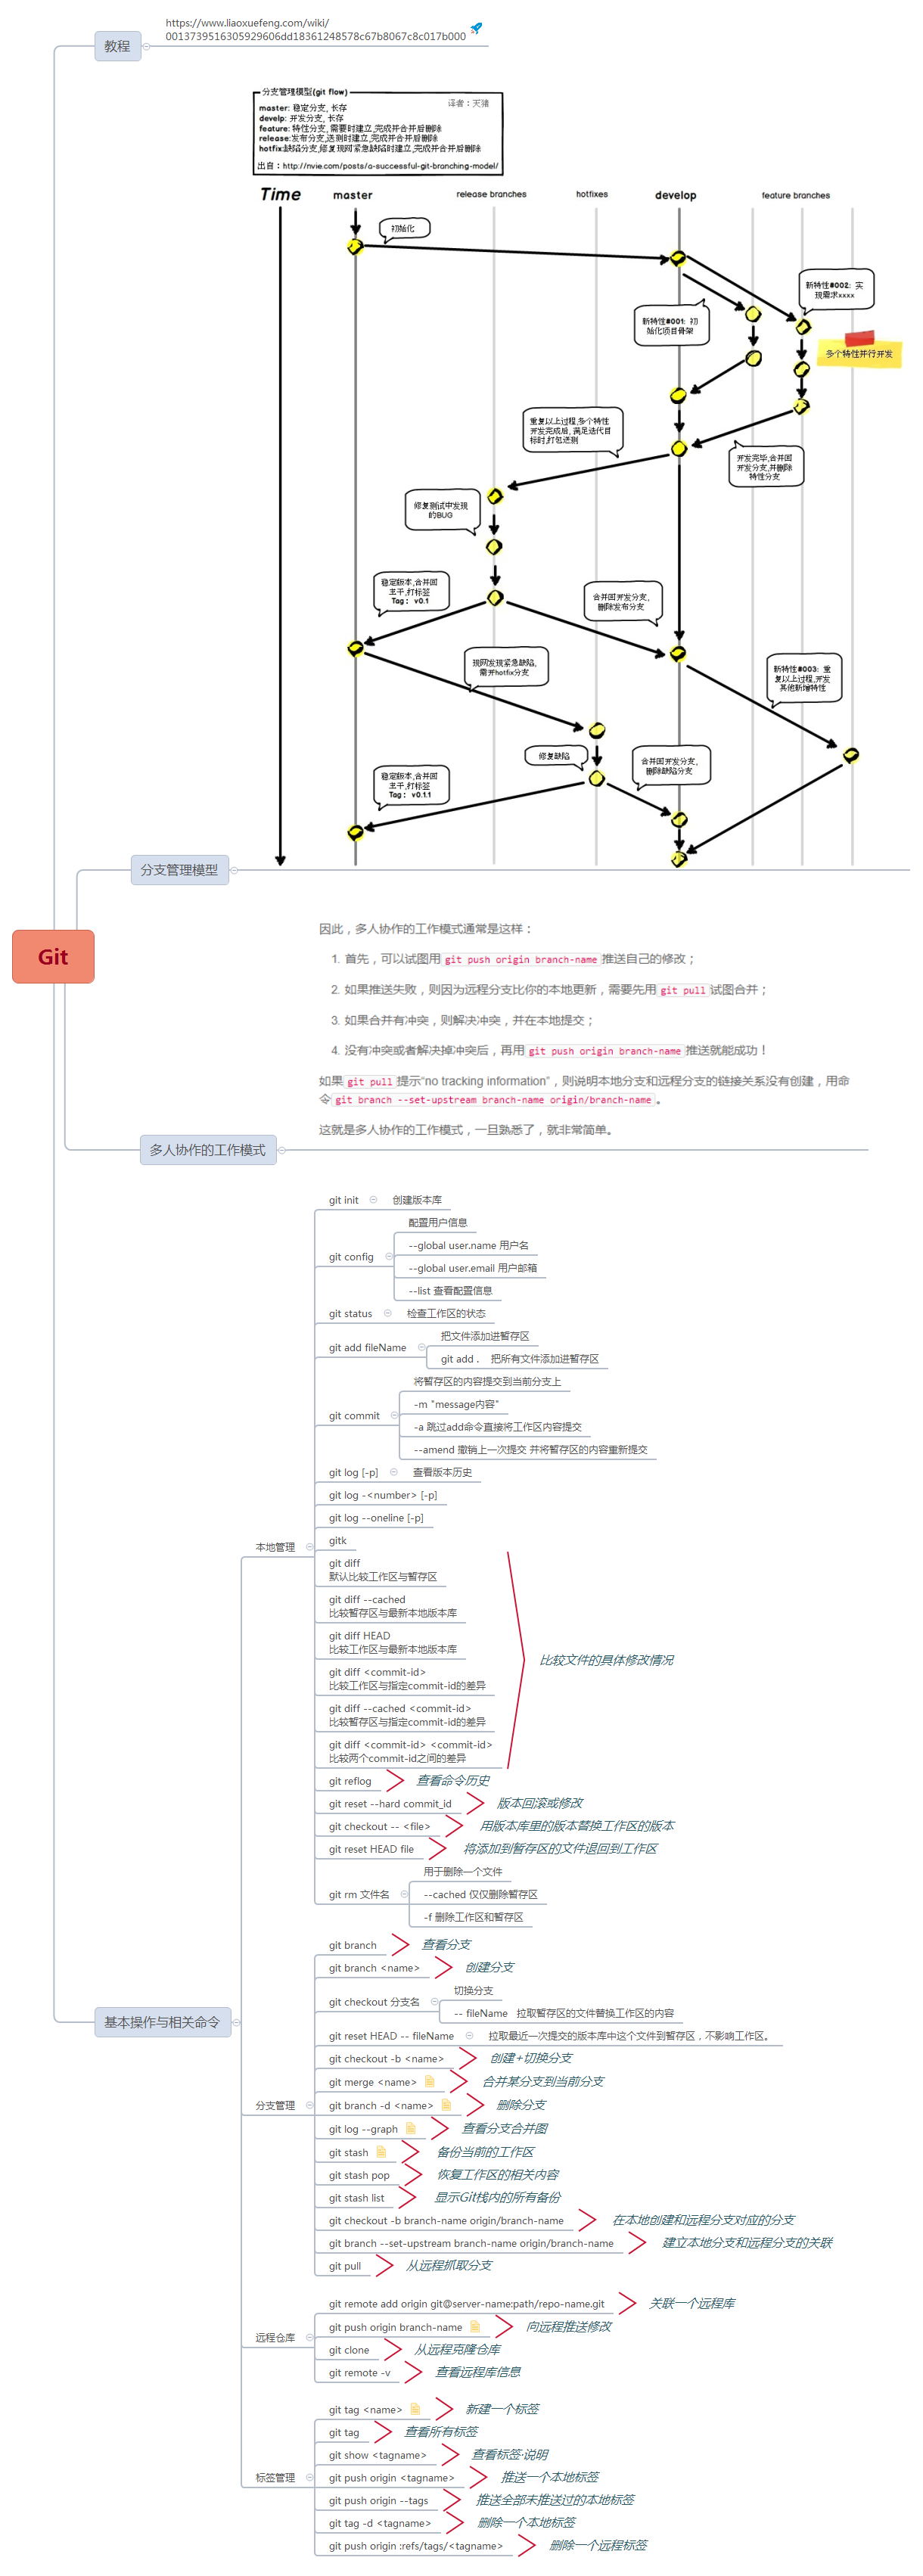 教程
https://www.liaoxuefeng.com/wiki/
0013739516305929606dd18361248578c67b8067c8c017b000
分支管理模型(git flow)
译者：天猪
master: 稳定分支, 长存
develp: 开发分支, 长存
feature: 特性分支, 需要时建立,完成并合并后删除
release:发布分支,送测时建立,完成并合并后删除
hotfix:缺陷分支,修复现网紧急缺陷时建立,完成并合并后删除
出自：http://nvie.com/posts/a-successful-git-branching-model/
Time
master
release branches
hotfixes
develop
feature branches
初始化
新特性#002: 实
现需求xxxx
新特性#001: 初
始化项目骨架
多个特性并行开发
重复以上过程,多个特性
开发完成后, 满足迭代目
标时,打包送测
开发完毕,合并回
开发分支,并删除
特性分支
修复测试中发现
的BUG
稳定版本,合并回
主干,打标签
Tag： v0.1
合并回开发分支,
删除发布分支
现网发现紧急缺陷,
需开hotfix分支
新特性#003: 重
复以上过程,开发
其他新增特性
修复缺陷
合并回开发分支,
删除缺陷分支
稳定版本,合并回
主干,打标签
Tag： v0.1.1
分支管理模型
Git
因此，多人协作的工作模式通常是这样：
1. 首先，可以试图用 git push origin branch-name 推送自己的修改；
2. 如果推送失败，则因为远程分支比你的本地更新，需要先用 git pull 试图合并；
3. 如果合并有冲突，则解决冲突，并在本地提交；
4. 没有冲突或者解决掉冲突后，再用 git push origin branch-name 推送就能成功！
如果 git pull 提示“no tracking information”，则说明本地分支和远程分支的链接关系没有创建，用命
令 git branch --set-upstream branch-name origin/branch-name 。
这就是多人协作的工作模式，一旦熟悉了，就非常简单。
多人协作的工作模式
基本操作与相关命令
本地管理
git init
创建版本库
git config
配置用户信息
--global user.name 用户名
--global user.email 用户邮箱
--list 查看配置信息
git status
检查工作区的状态
git add fileName
把文件添加进暂存区
git add . 把所有文件添加进暂存区
git commit
将暂存区的内容提交到当前分支上
-m "message内容"
-a 跳过add命令直接将工作区内容提交
--amend 撤销上一次提交 并将暂存区的内容重新提交
git log [-p]
查看版本历史
git log -<number> [-p]
git log --oneline [-p]
gitk
git diff
默认比较工作区与暂存区
git diff --cached
比较暂存区与最新本地版本库
git diff HEAD
比较工作区与最新本地版本库
git diff <commit-id>
比较工作区与指定commit-id的差异
git diff --cached <commit-id>
比较暂存区与指定commit-id的差异
git diff <commit-id> <commit-id>
比较两个commit-id之间的差异
比较文件的具体修改情况
git reflog
查看命令历史
git reset --hard commit_id
版本回滚或修改
git checkout -- <file>
用版本库里的版本替换工作区的版本
git reset HEAD file
将添加到暂存区的文件退回到工作区
git rm 文件名
用于删除一个文件
--cached 仅仅删除暂存区
-f 删除工作区和暂存区
分支管理
git branch
查看分支
git branch <name>
创建分支
git checkout 分支名
切换分支
-- fileName 拉取暂存区的文件替换工作区的内容
git reset HEAD -- fileName
拉取最近一次提交的版本库中这个文件到暂存区，不影响工作区。
git checkout -b <name>
创建+切换分支
git merge <name>
合并某分支到当前分支
git branch -d <name>
删除分支
git log --graph
查看分支合并图
git stash
备份当前的工作区
git stash pop
恢复工作区的相关内容
git stash list
显示Git栈内的所有备份
git checkout -b branch-name origin/branch-name
在本地创建和远程分支对应的分支
git branch --set-upstream branch-name origin/branch-name
建立本地分支和远程分支的关联
git pull
从远程抓取分支
远程仓库
git remote add origin git@server-name:path/repo-name.git
关联一个远程库
git push origin branch-name
向远程推送修改
git clone
从远程克隆仓库
git remote -v
查看远程库信息
标签管理
git tag <name>
新建一个标签
git tag
查看所有标签
git show <tagname>
查看标签·说明
git push origin <tagname>
推送一个本地标签
git push origin --tags
推送全部未推送过的本地标签
git tag -d <tagname>
删除一个本地标签
git push origin :refs/tags/<tagname>
删除一个远程标签